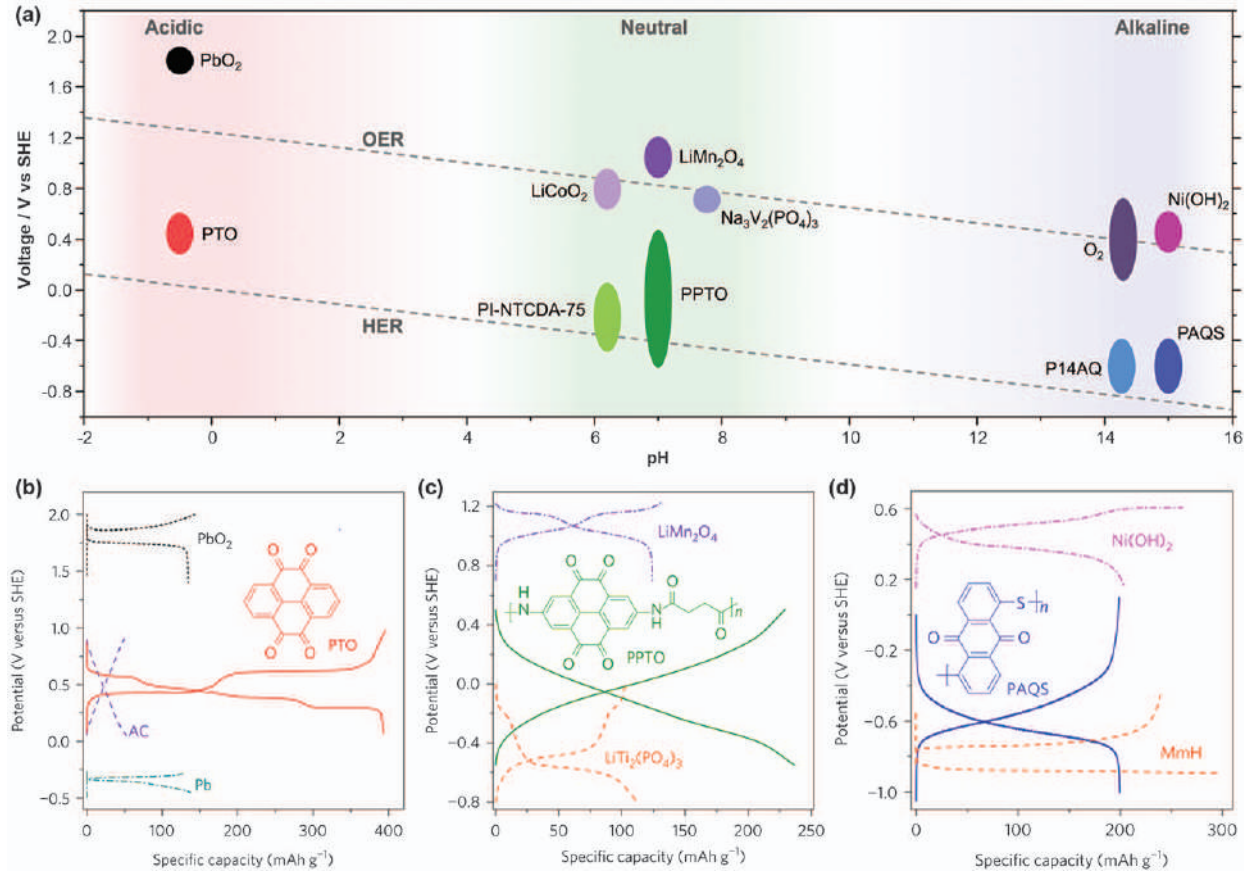 (a)
Acidic
Neutral
Alkaline
2.0
1.6
1.2
0.8
0.4
0.0
-0.4
-0.8
Voltage / V vs SHE
PbO₂
OER
LiMn₂O₄
LiCoO₂
Na₃V₂(PO₄)₃
Ni(OH)₂
O₂
PTO
PI-NTCDA-75
PPTO
HER
P14AQ
PAQS
-2 0 2 4 6 8 10 12 14 16
pH
(b)
2.0
1.5
1.0
0.5
0.0
−0.5
Potential (V versus SHE)
PbO₂
O O
O O
PTO
AC
Pb
0 100 200 300 400
Specific capacity (mAh g⁻¹)
(c)
1.2
0.8
0.4
0.0
−0.4
−0.8
Potential (V versus SHE)
LiMn₂O₄
O O
H
N
N
H
O
O
n
O O
PPTO
LiTi₂(PO₄)₃
0 50 100 150 200 250
Specific capacity (mAh g⁻¹)
(d)
0.6
0.2
−0.2
−0.6
−1.0
Potential (V versus SHE)
Ni(OH)₂
S
n
O O
PAQS
MmH
0 100 200 300
Specific capacity (mAh g⁻¹)